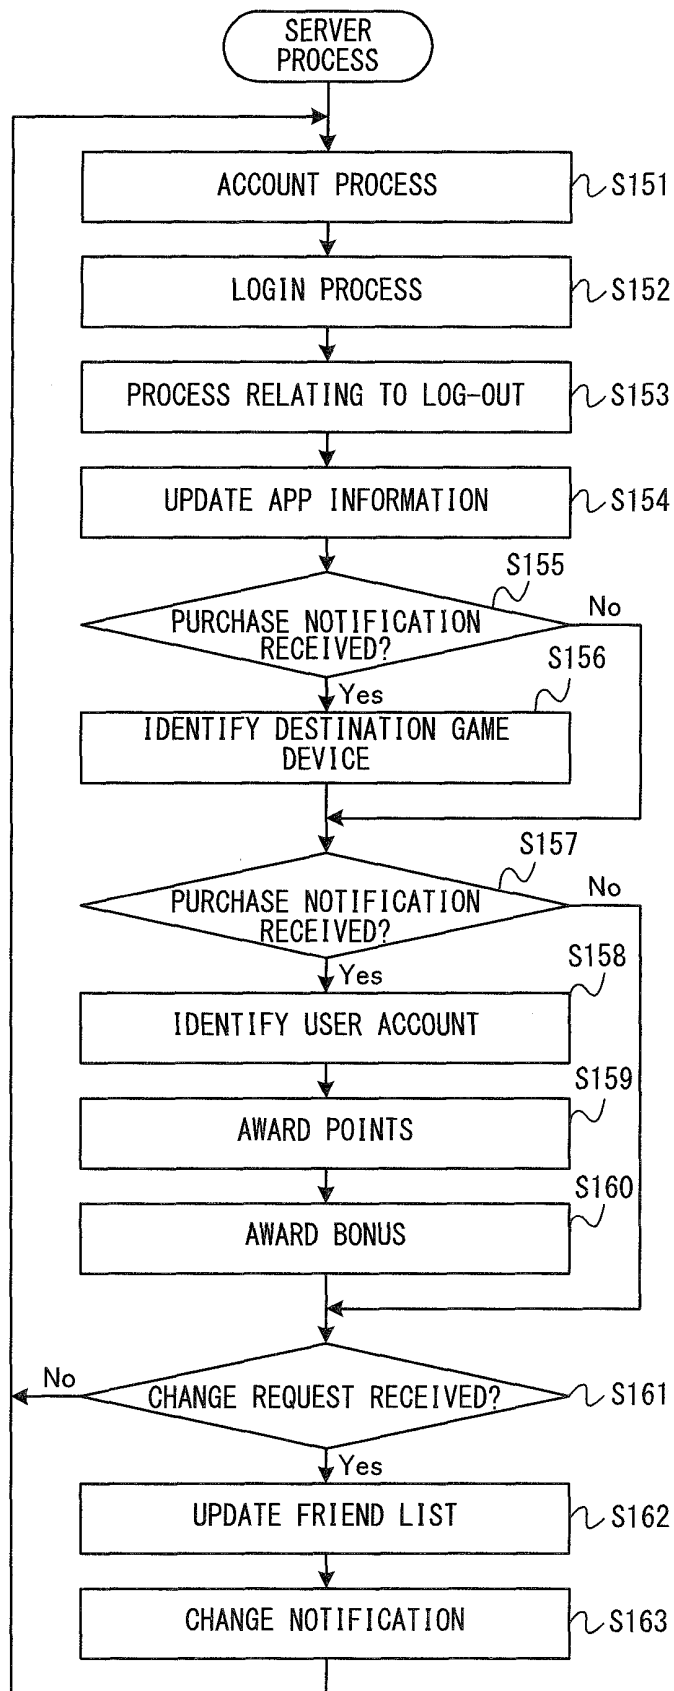 SERVER
PROCESS
ACCOUNT PROCESS
S151
LOGIN PROCESS
S152
PROCESS RELATING TO LOG-OUT
S153
UPDATE APP INFORMATION
S154
S155
PURCHASE NOTIFICATION
RECEIVED?
No
Yes
S156
IDENTIFY DESTINATION GAME
DEVICE
S157
PURCHASE NOTIFICATION
RECEIVED?
No
Yes
S158
IDENTIFY USER ACCOUNT
S159
AWARD POINTS
S160
AWARD BONUS
No
CHANGE REQUEST RECEIVED?
S161
Yes
UPDATE FRIEND LIST
S162
CHANGE NOTIFICATION
S163